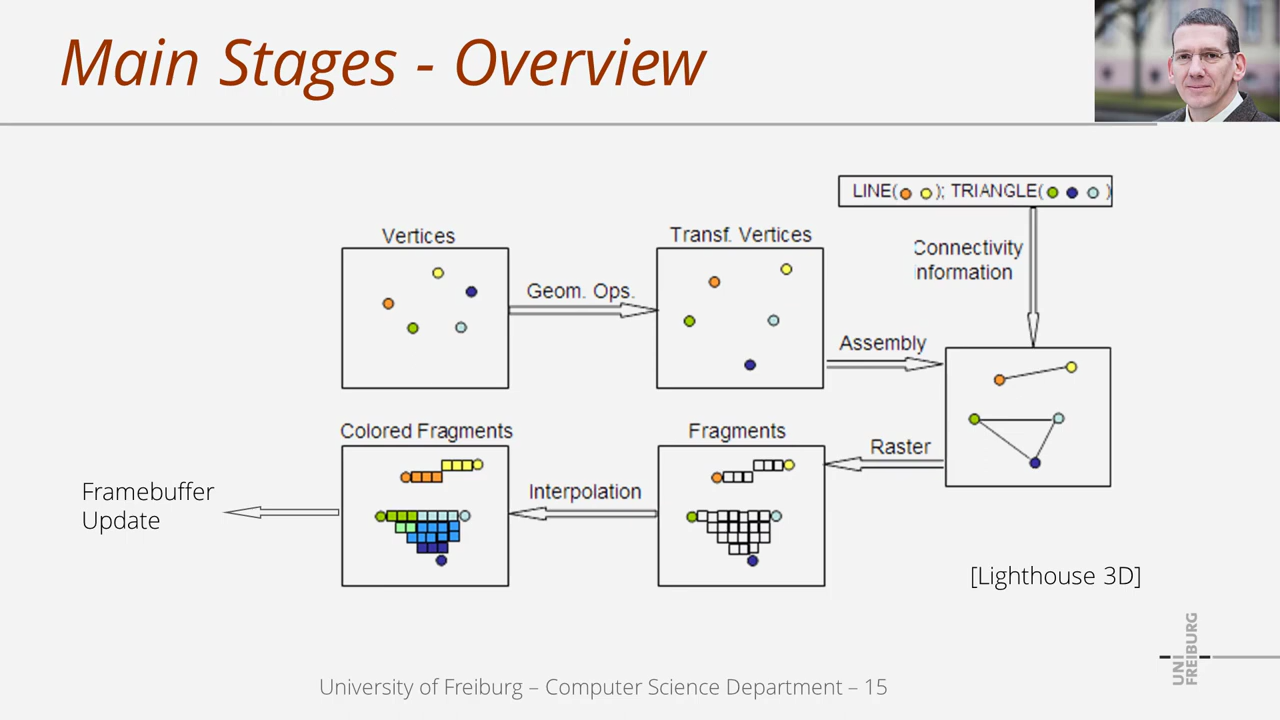 Main Stages - Overview
LINE( ); TRIANGLE( )
Vertices
Transf. Vertices
Connectivity
nformation
Geom. Ops.
Assembly
Colored Fragments
Fragments
Raster
Interpolation
Framebuffer
Update
[Lighthouse 3D]
UNI
FREIBURG
University of Freiburg – Computer Science Department – 15